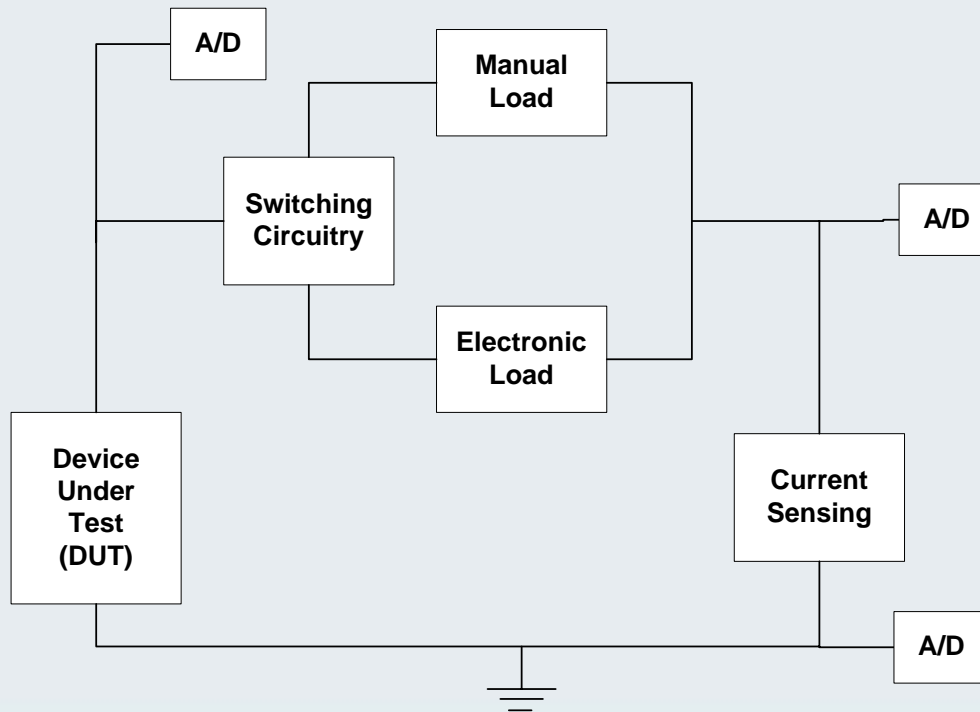 A/D
Manual
Load
Switching
Circuitry
A/D
Electronic
Load
Device
Under
Test
(DUT)
Current
Sensing
A/D